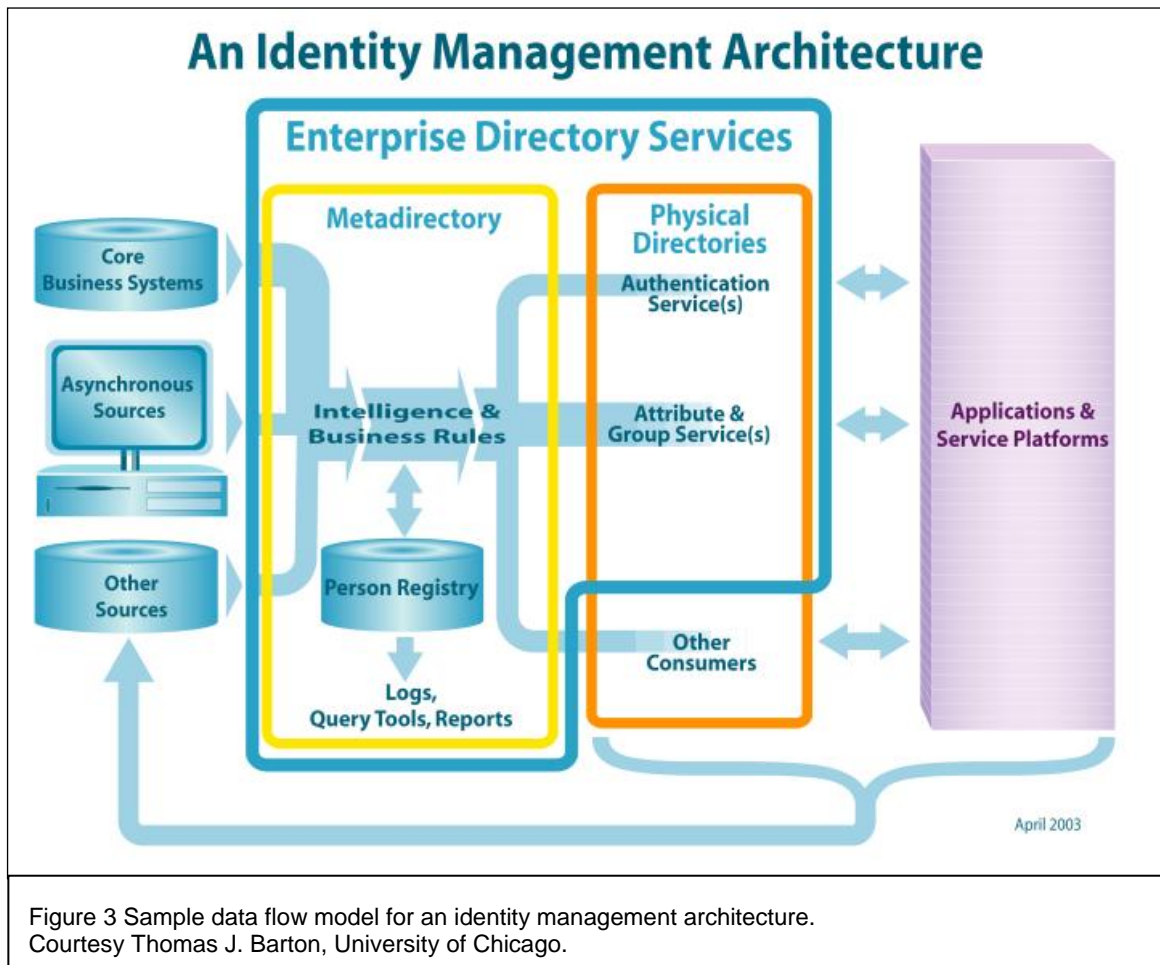 An Identity Management Architecture
Enterprise Directory Services
Metadirectory
Physical
Directories
Core
Business Systems
Asynchronous
Sources
Other
Sources
Intelligence &
Business Rules
Person Registry
Logs,
Query Tools, Reports
Authentication
Service(s)
Attribute &
Group Service(s)
Other
Consumers
Applications &
Service Platforms
April 2003
Figure 3 Sample data flow model for an identity management architecture.
Courtesy Thomas J. Barton, University of Chicago.